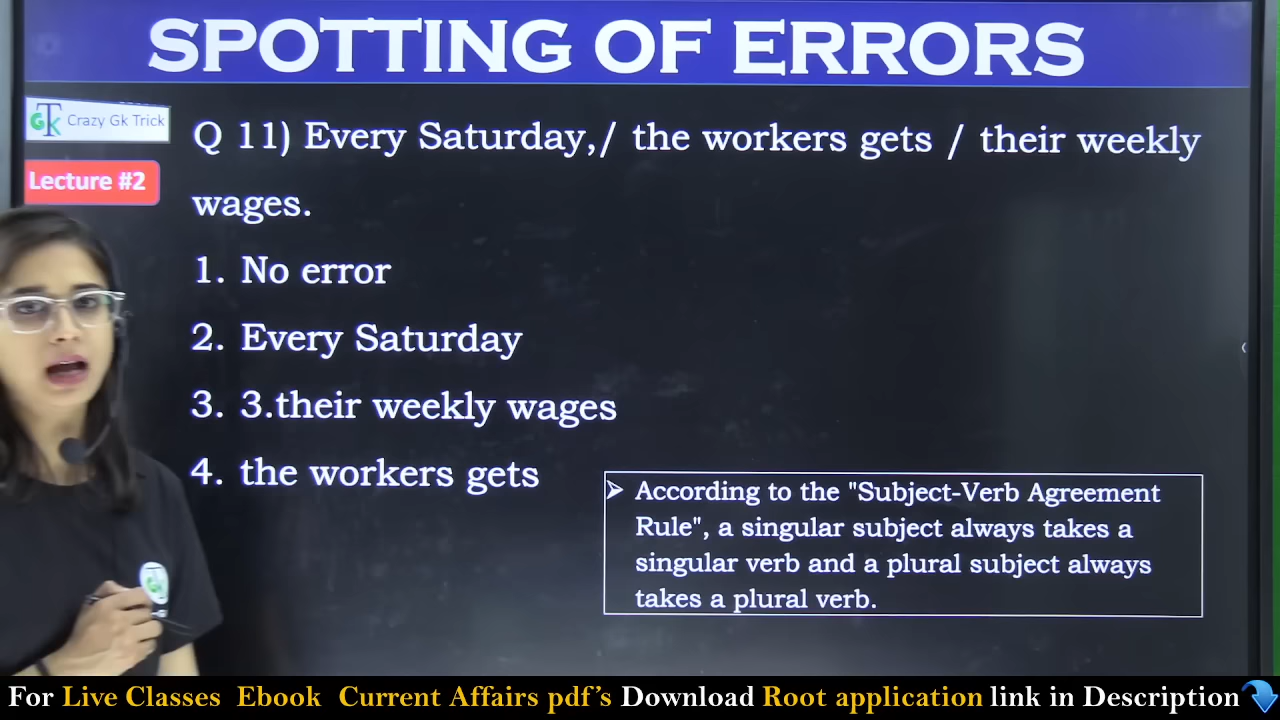 SPOTTING OF ERRORS
GTK Crazy Gk Trick
Lecture #2
Q 11) Every Saturday,/ the workers gets / their weekly
wages.
1. No error
2. Every Saturday
3. 3.their weekly wages
4. the workers gets
➢ According to the "Subject-Verb Agreement
Rule", a singular subject always takes a
singular verb and a plural subject always
takes a plural verb.
For Live Classes Ebook Current Affairs pdf's Download Root application link in Description